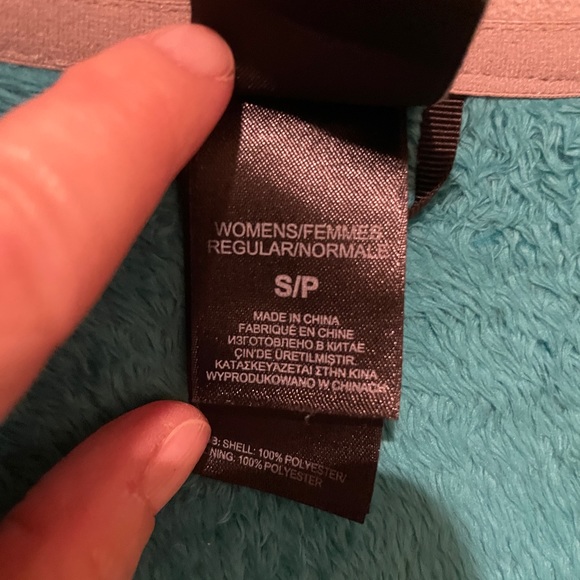 WOMENS/FEMMES
REGULAR/NORMALE
S/P
MADE IN CHINA
FABRIQUÉ EN CHINE
ИЗГОТОВЛЕНО В КИТАЕ
ÇIN'DE ÜRETILMIŞTIR.
ΚΑΤΑΣΚΕΥΑΖΕΤΑΙ ΣΤΗΝ ΚΙΝΑ
WYPRODUKOWANO W CHINACH
SHELL: 100% POLYESTER/
100% POLYESTER